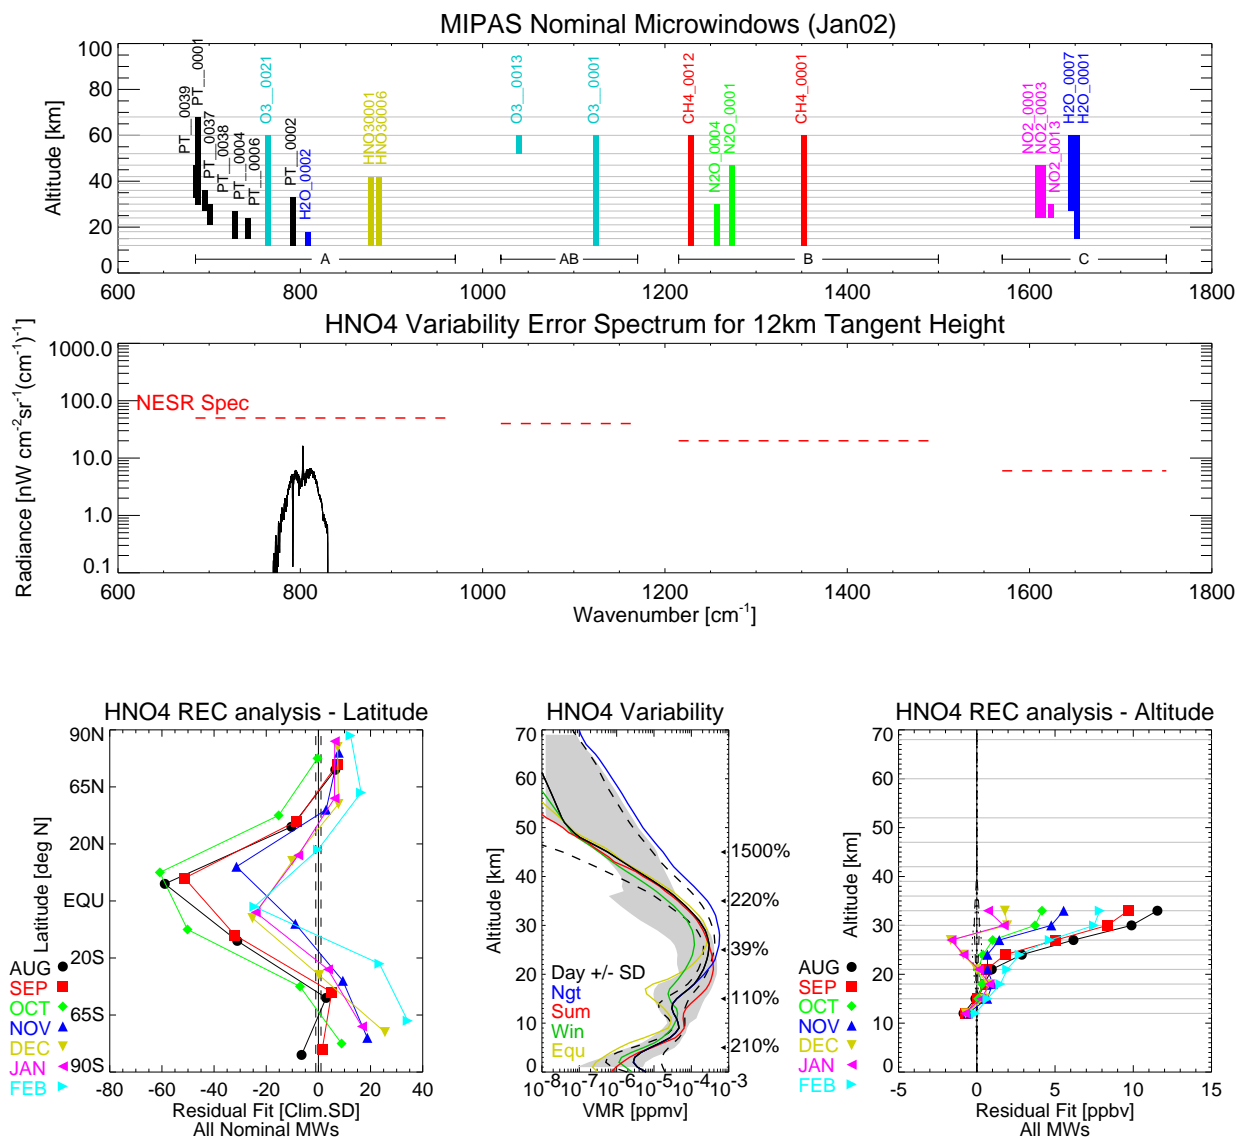 MIPAS Nominal Microwindows (Jan02)
100
80
60
40
20
0
Altitude [km]
PT__0039
PT__0001
PT__0037
PT__0038
PT__0004
PT__0006
O3__0021
PT__0002
H2O_0002
HNO30001
HNO30006
O3__0013
O3__0001
CH4_0012
N2O_0004
N2O_0001
CH4_0001
NO2_0001
NO2_0003
NO2_0013
H2O_0007
H2O_0001
A
AB
B
C
600 800 1000 1200 1400 1600 1800
HNO4 Variability Error Spectrum for 12km Tangent Height
1000.0
100.0
10.0
1.0
0.1
Radiance [nW cm-2sr-1(cm-1)-1]
NESR Spec
600 800 1000 1200 1400 1600 1800
Wavenumber [cm-1]
HNO4 REC analysis - Latitude
90N
65N
20N
EQU
20S
65S
90S
Latitude [deg N]
AUG
SEP
OCT
NOV
DEC
JAN
FEB
-80 -60 -40 -20 0 20 40
Residual Fit [Clim.SD]
All Nominal MWs
HNO4 Variability
70
60
50
40
30
20
10
0
Altitude [km]
1500%
220%
39%
110%
210%
Day +/- SD
Ngt
Sum
Win
Equ
10-8 10-7 10-6 10-5 10-4 10-3
VMR [ppmv]
HNO4 REC analysis - Altitude
70
60
50
40
30
20
10
0
Altitude [km]
AUG
SEP
OCT
NOV
DEC
JAN
FEB
-5 0 5 10 15
Residual Fit [ppbv]
All MWs